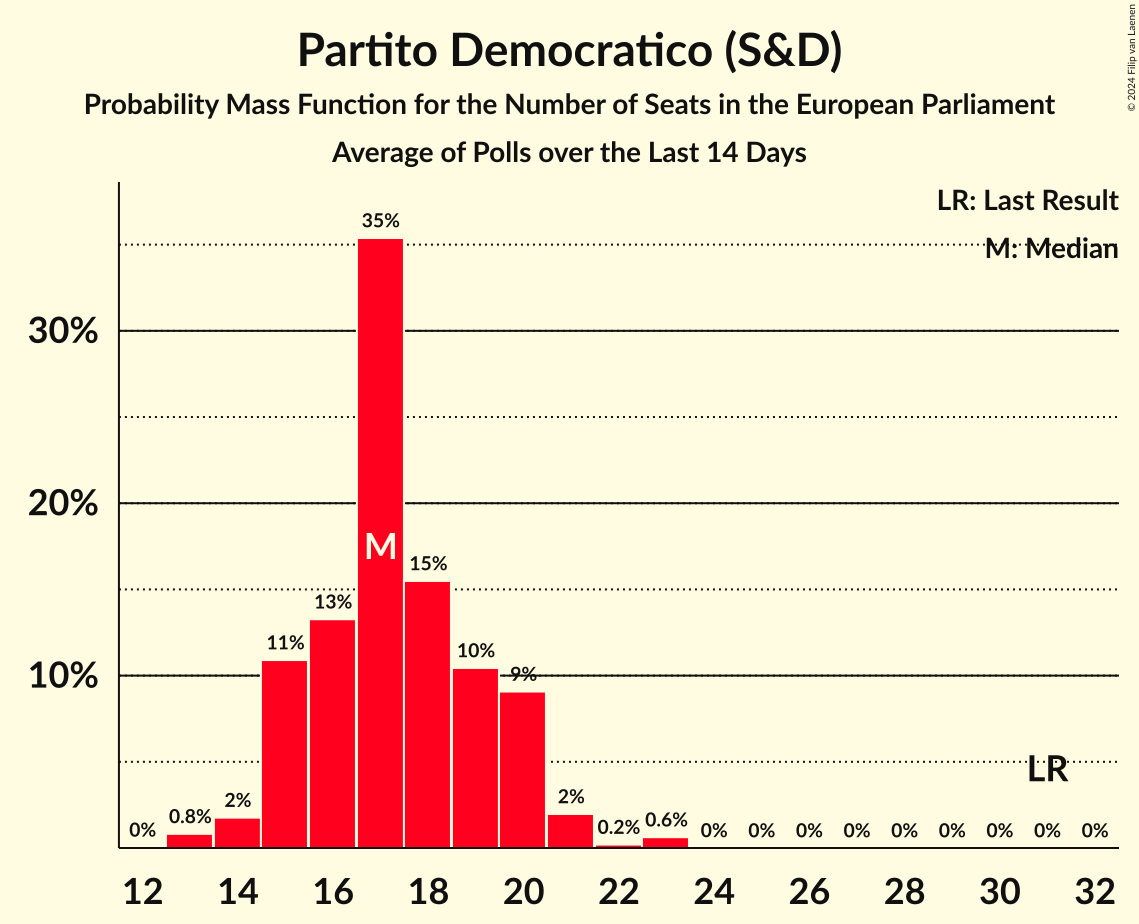 Partito Democratico (S&D)
Probability Mass Function for the Number of Seats in the European Parliament
Average of Polls over the Last 14 Days
© 2024 Filip van Laenen
LR: Last Result
M: Median
30%
20%
10%
0%
0.8%
2%
11%
13%
35%
M
15%
10%
9%
2%
0.2%
0.6%
0%
0%
0%
0%
0%
0%
0%
0%
0%
LR
12 14 16 18 20 22 24 26 28 30 32